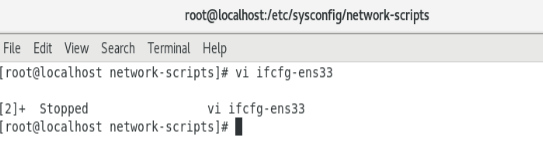 root@localhost:/etc/sysconfig/network-scripts
File Edit View Search Terminal Help
[root@localhost network-scripts]# vi ifcfg-ens33
[2]+  Stopped                 vi ifcfg-ens33
[root@localhost network-scripts]#